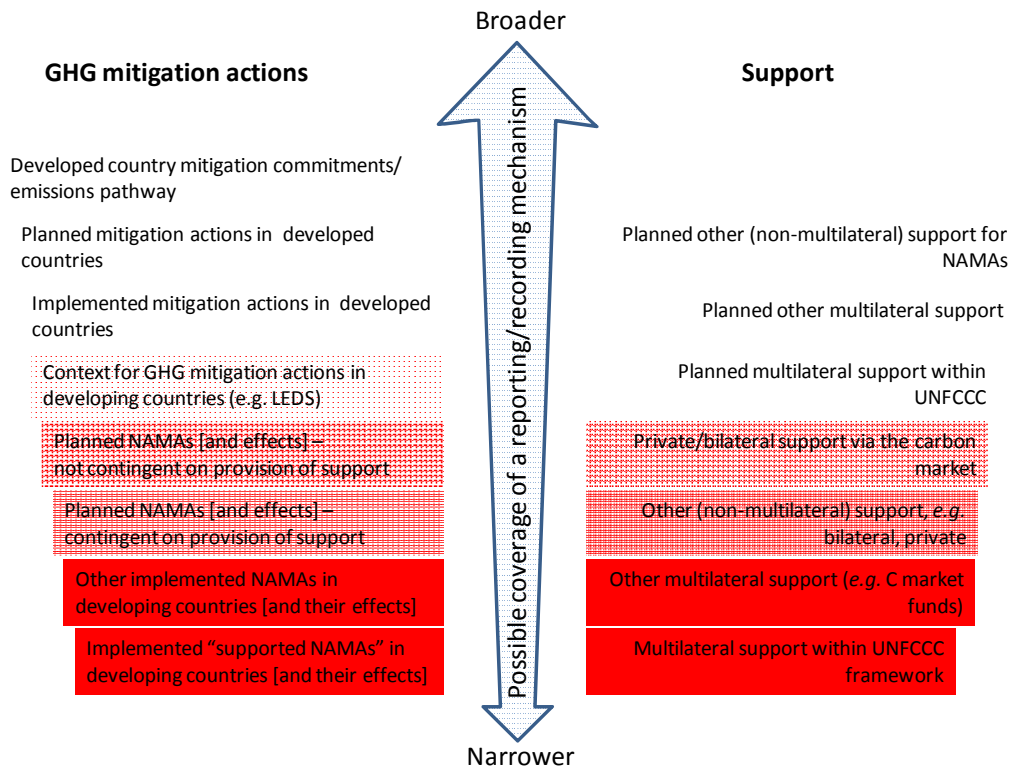 Broader
GHG mitigation actions
Support
Possible coverage of a reporting/recording mechanism
Developed country mitigation commitments/
emissions pathway
Planned mitigation actions in developed
countries
Implemented mitigation actions in developed
countries
Context for GHG mitigation actions in
developing countries (e.g. LEDS)
Planned NAMAs [and effects] –
not contingent on provision of support
Planned NAMAs [and effects] –
contingent on provision of support
Other implemented NAMAs in
developing countries [and their effects]
Implemented “supported NAMAs” in
developing countries [and their effects]
Planned other (non-multilateral) support for
NAMAs
Planned other multilateral support
Planned multilateral support within
UNFCCC
Private/bilateral support via the carbon
market
Other (non-multilateral) support, e.g.
bilateral, private
Other multilateral support (e.g. C market
funds)
Multilateral support within UNFCCC
framework
Narrower